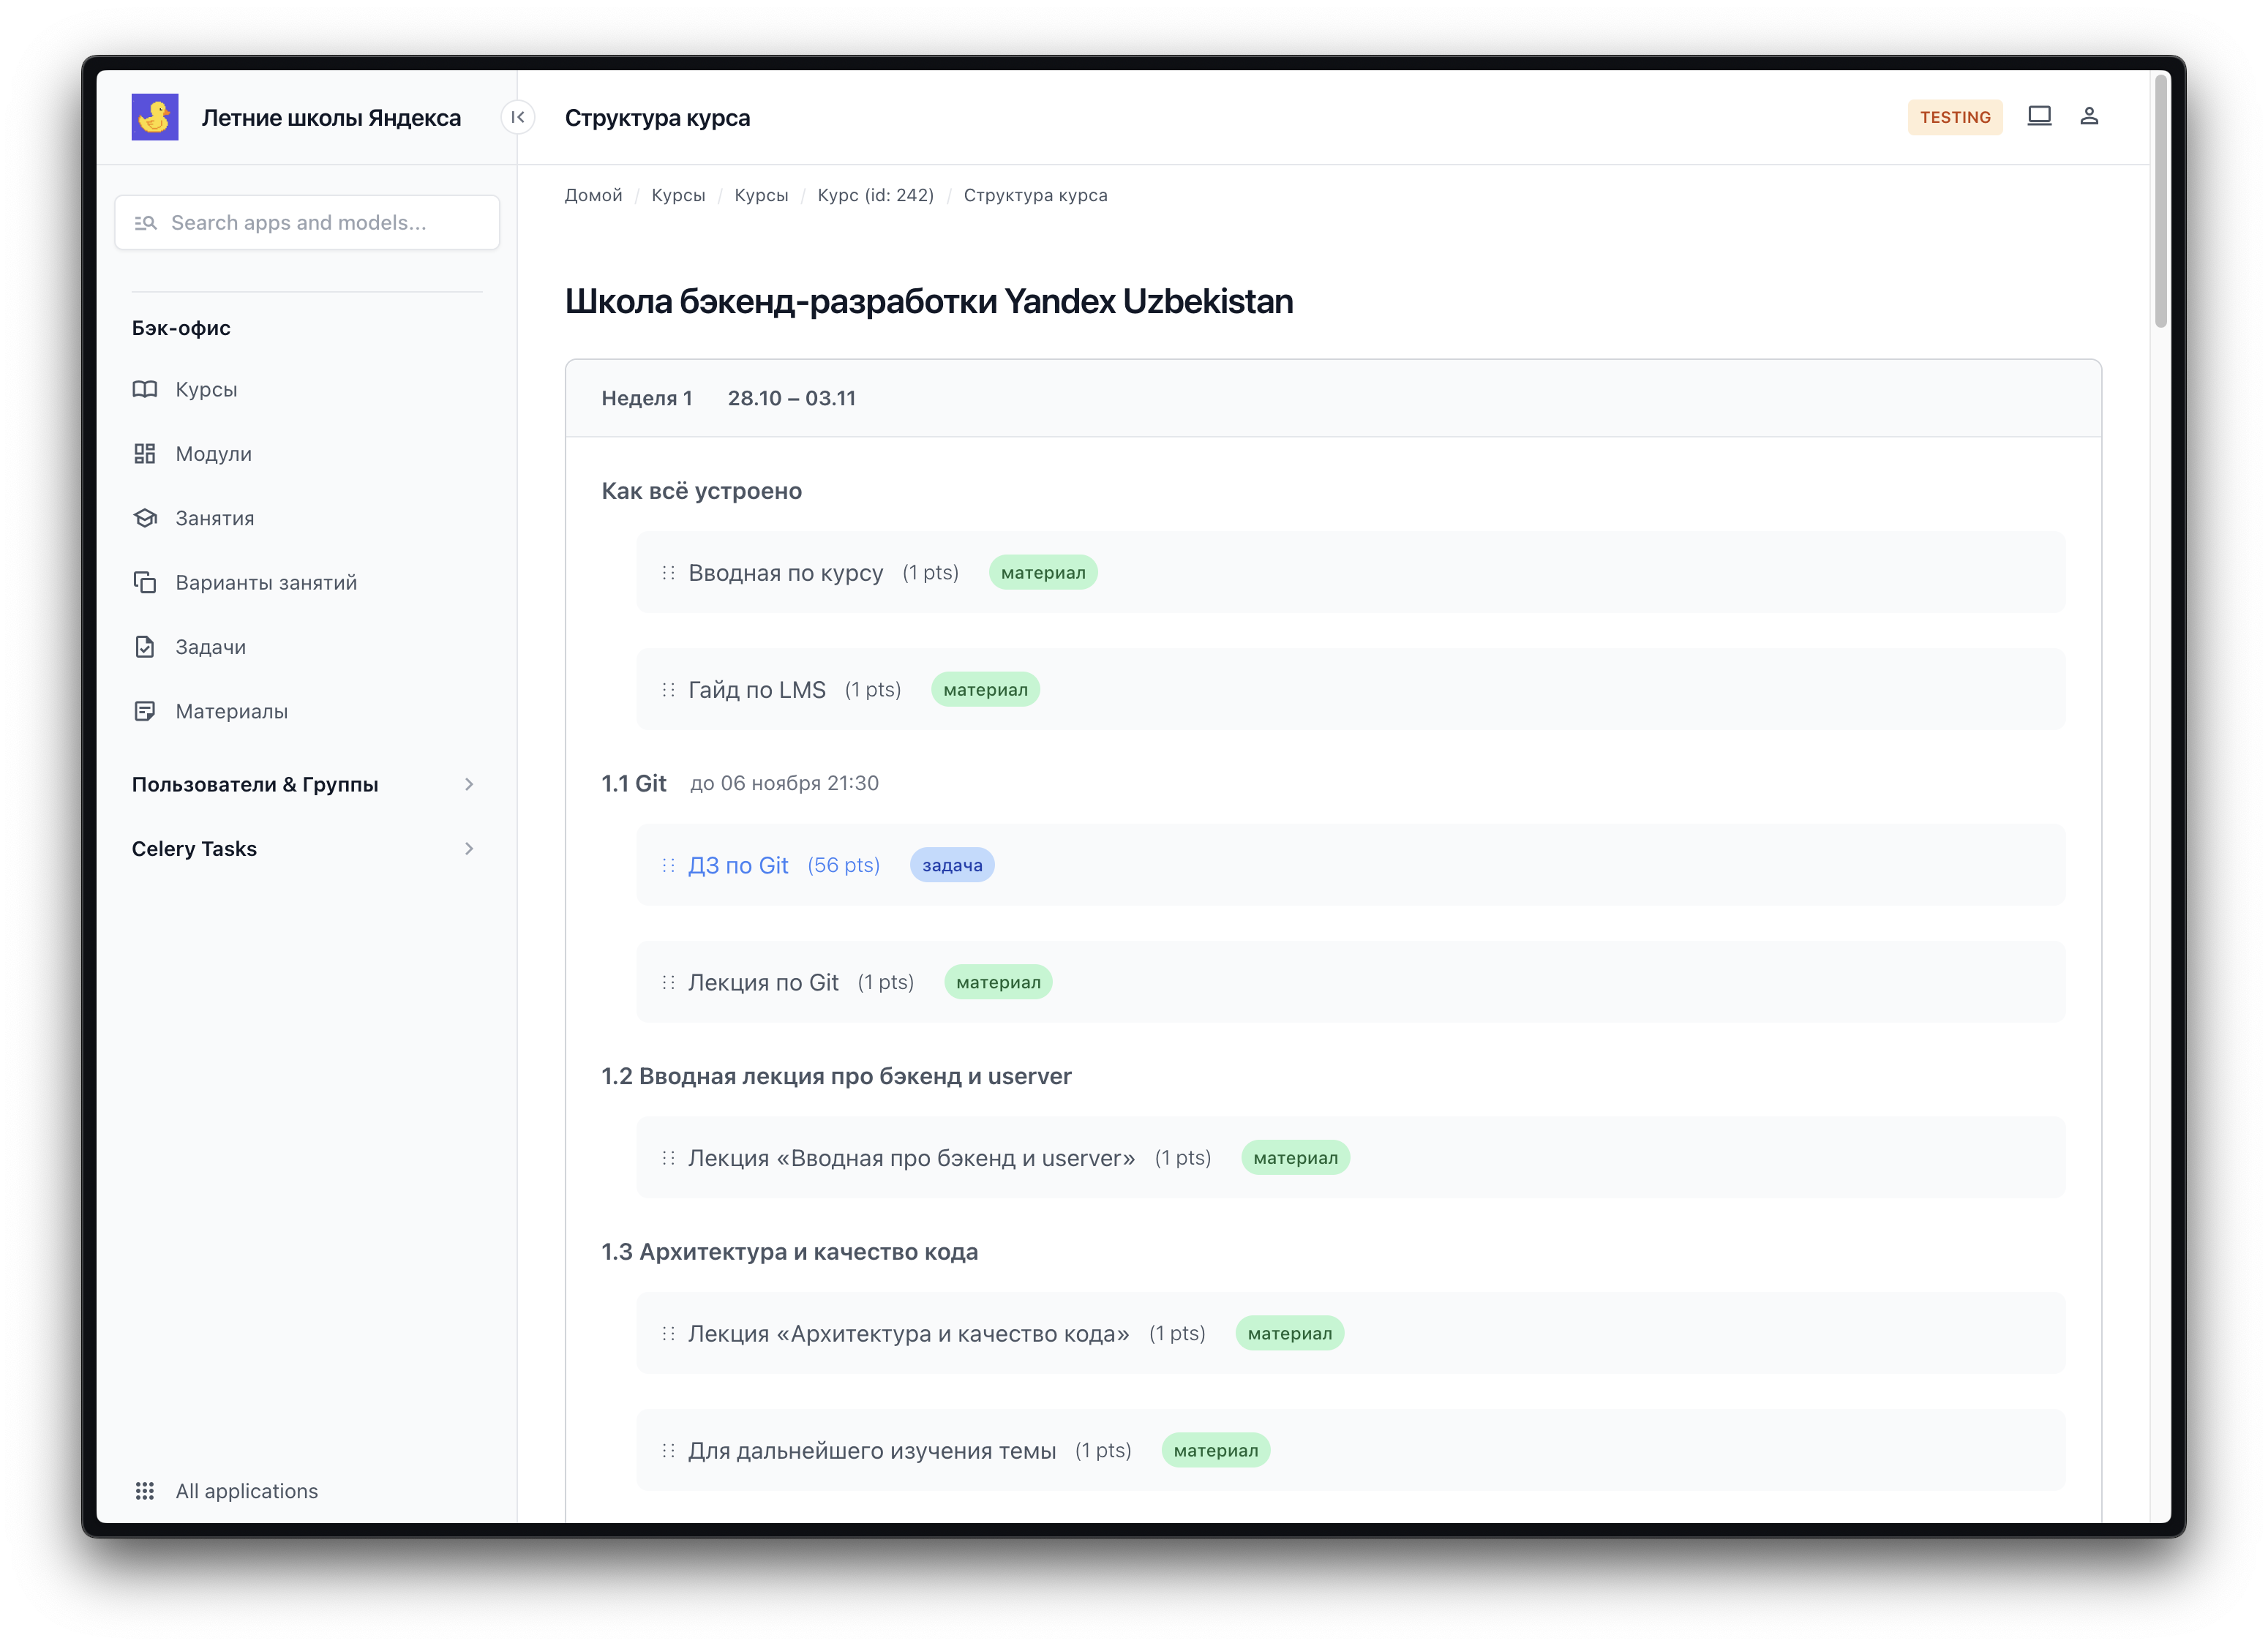 Летние школы Яндекса
Структура курса
TESTING
Search apps and models...
Домой / Курсы / Курсы / Курс (id: 242) / Структура курса
Бэк-офис
Курсы
Модули
Занятия
Варианты занятий
Задачи
Материалы
Пользователи & Группы
Celery Tasks
All applications
Школа бэкенд-разработки Yandex Uzbekistan
Неделя 1 28.10 – 03.11
Как всё устроено
Вводная по курсу (1 pts) материал
Гайд по LMS (1 pts) материал
1.1 Git до 06 ноября 21:30
ДЗ по Git (56 pts) задача
Лекция по Git (1 pts) материал
1.2 Вводная лекция про бэкенд и userver
Лекция «Вводная про бэкенд и userver» (1 pts) материал
1.3 Архитектура и качество кода
Лекция «Архитектура и качество кода» (1 pts) материал
Для дальнейшего изучения темы (1 pts) материал